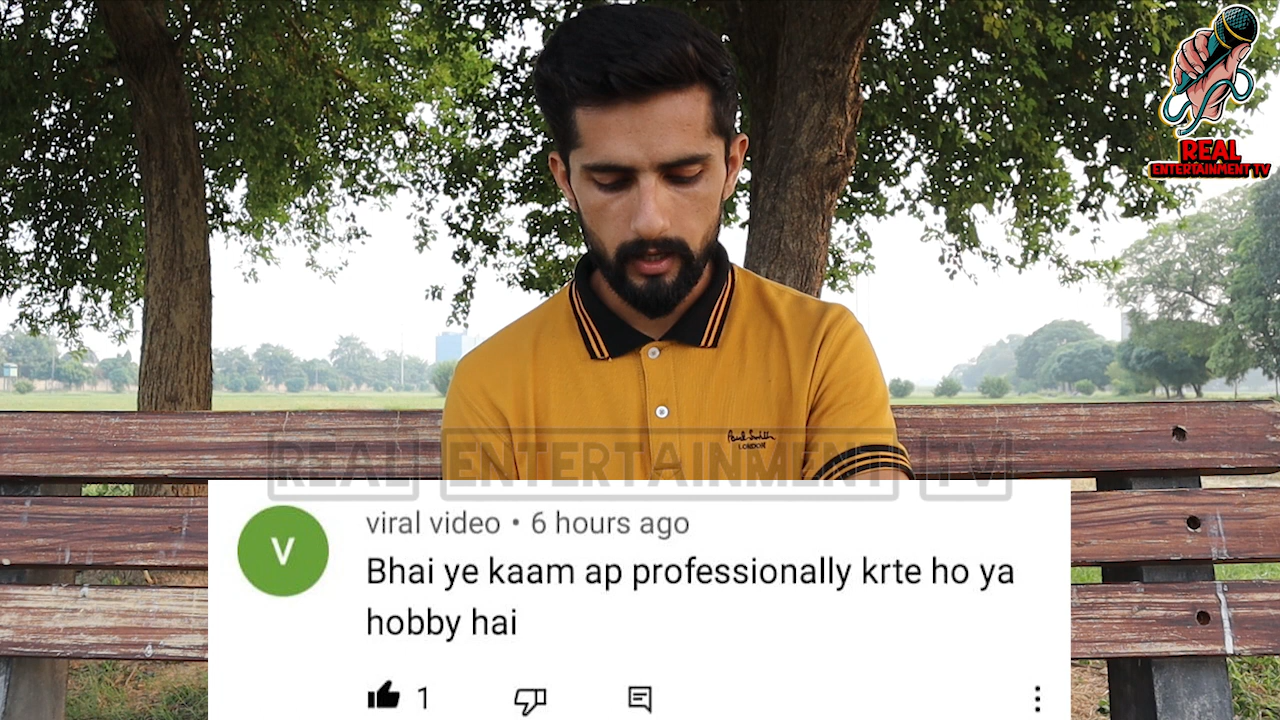 REAL
ENTERTAINMENT TV
Paul Smith
LONDON
REAL ENTERTAINMENT TV
V
viral video • 6 hours ago
Bhai ye kaam ap professionally krte ho ya
hobby hai
1